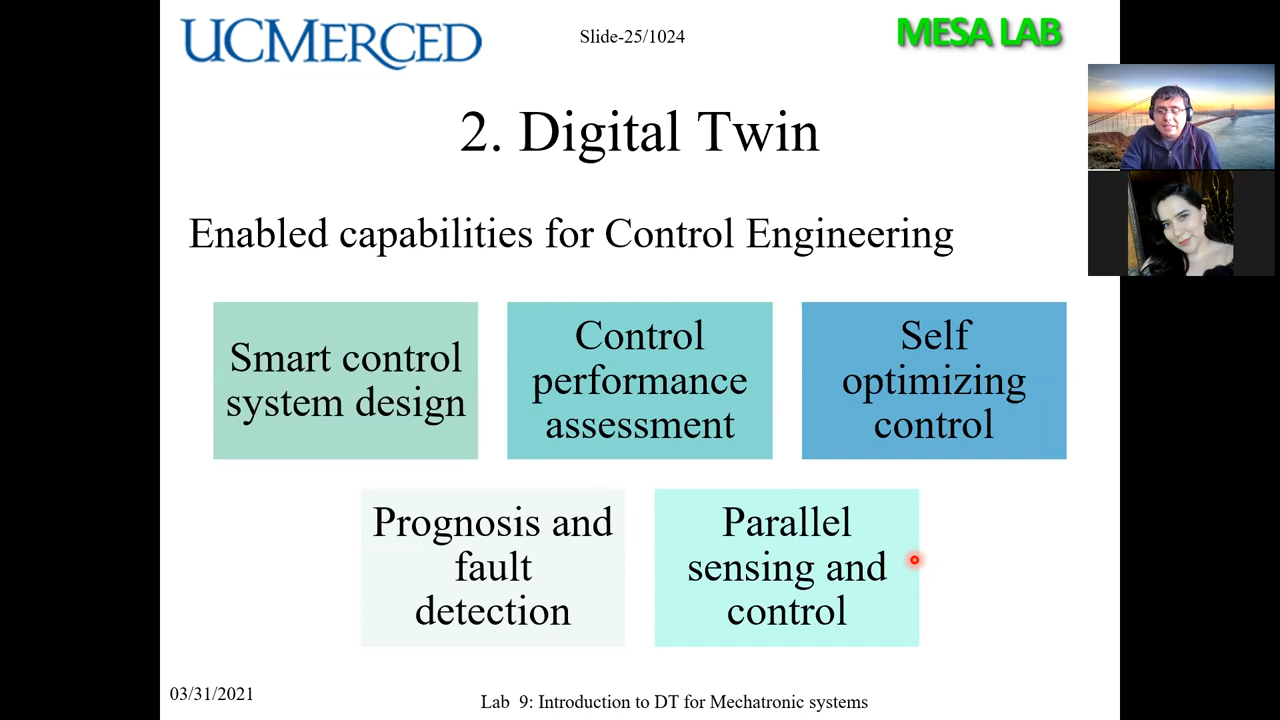 UCMERCED
Slide-25/1024
MESA LAB
2. Digital Twin
Enabled capabilities for Control Engineering
Smart control
system design
Control
performance
assessment
Self
optimizing
control
Prognosis and
fault
detection
Parallel
sensing and
control
03/31/2021
Lab 9: Introduction to DT for Mechatronic systems